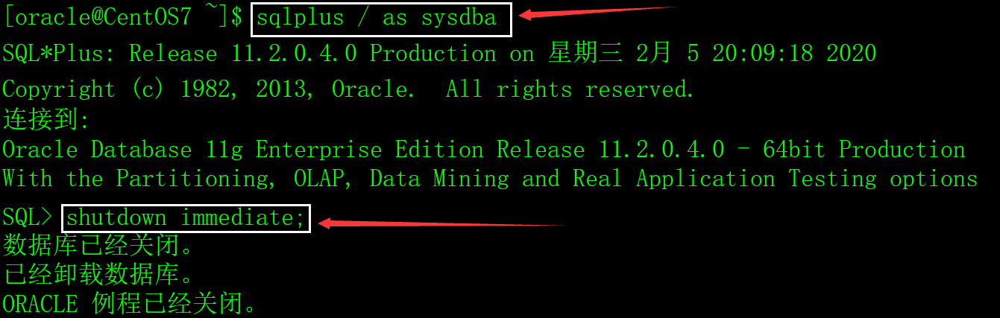 [oracle@CentOS7 ~]$ sqlplus / as sysdba
SQL*Plus: Release 11.2.0.4.0 Production on 星期三 2月 5 20:09:18 2020
Copyright (c) 1982, 2013, Oracle.  All rights reserved.
连接到:
Oracle Database 11g Enterprise Edition Release 11.2.0.4.0 - 64bit Production
With the Partitioning, OLAP, Data Mining and Real Application Testing options
SQL> shutdown immediate;
数据库已经关闭。
已经卸载数据库。
ORACLE 例程已经关闭。